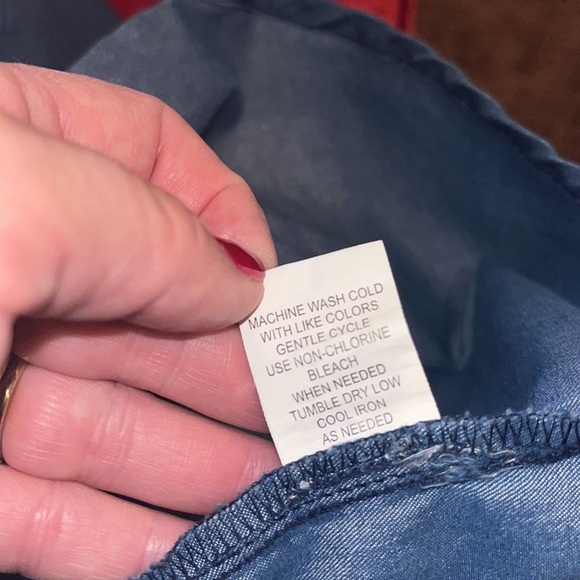 MACHINE WASH COLD
WITH LIKE COLORS
GENTLE CYCLE
USE NON-CHLORINE
BLEACH
WHEN NEEDED
TUMBLE DRY LOW
COOL IRON
AS NEEDED